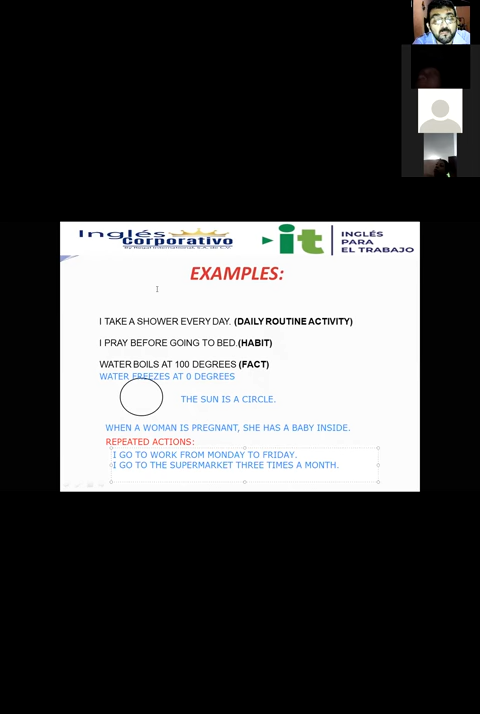 Inglés
Corporativo
it
INGLÉS
PARA
EL TRABAJO
EXAMPLES:
I TAKE A SHOWER EVERY DAY. (DAILY ROUTINE ACTIVITY)
I PRAY BEFORE GOING TO BED.(HABIT)
WATER BOILS AT 100 DEGREES (FACT)
WATER FREEZES AT 0 DEGREES
THE SUN IS A CIRCLE.
WHEN A WOMAN IS PREGNANT, SHE HAS A BABY INSIDE.
REPEATED ACTIONS:
I GO TO WORK FROM MONDAY TO FRIDAY.
I GO TO THE SUPERMARKET THREE TIMES A MONTH.